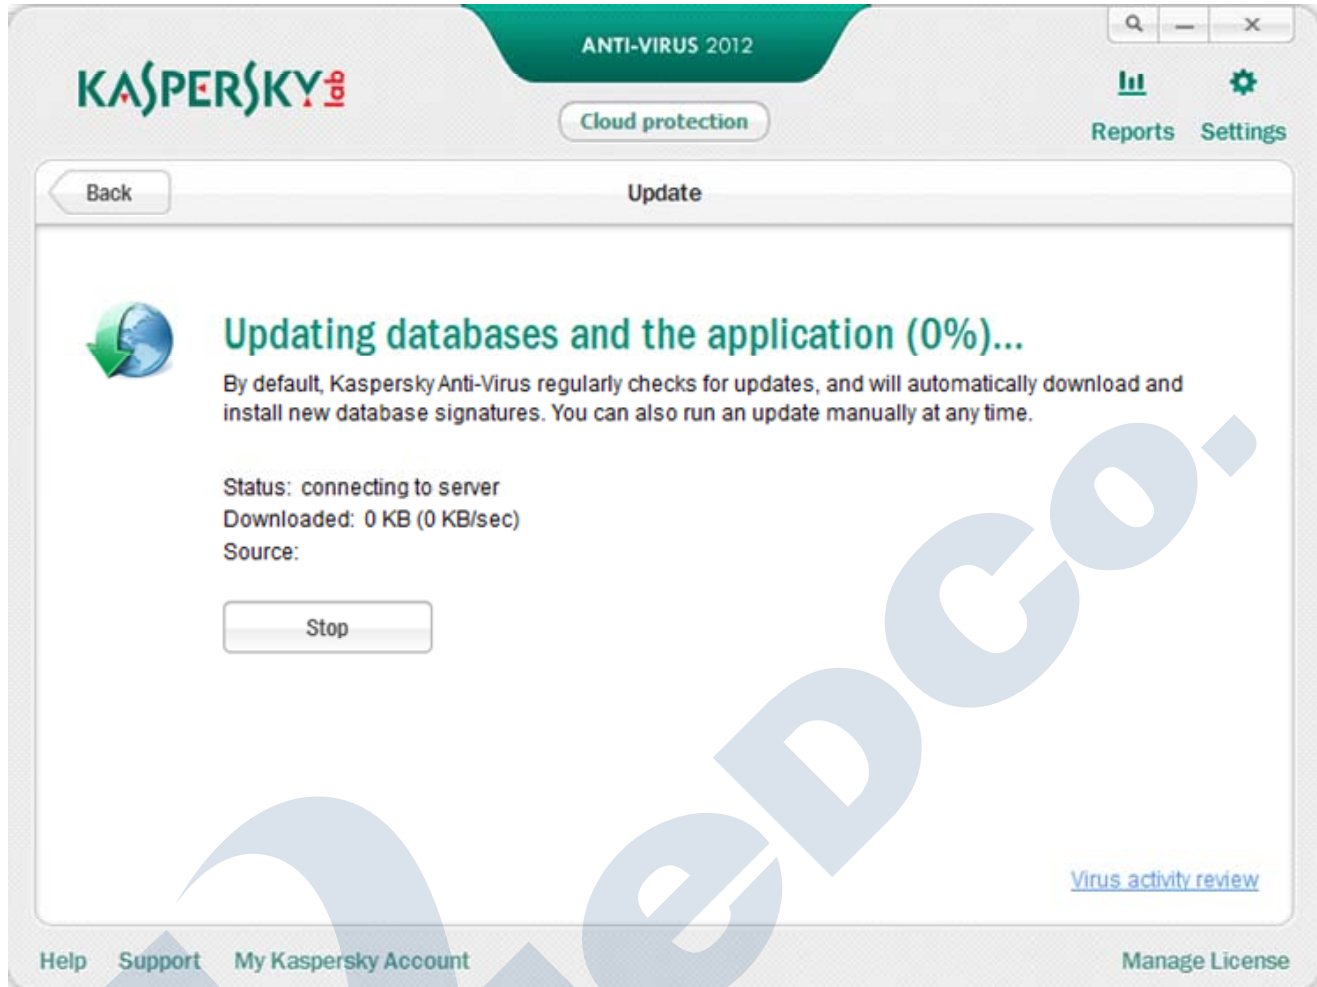 ANTI-VIRUS 2012
KASPERSKY lab
Cloud protection
Reports Settings
Back
Update
Updating databases and the application (0%)...
By default, Kaspersky Anti-Virus regularly checks for updates, and will automatically download and
install new database signatures. You can also run an update manually at any time.
Status: connecting to server
Downloaded: 0 KB (0 KB/sec)
Source:
Stop
Virus activity review
Help Support My Kaspersky Account
Manage License